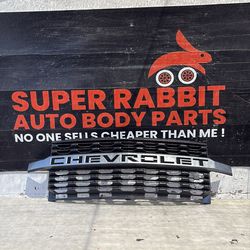 SUPER RABBIT
AUTO BODY PARTS
NO ONE SELLS CHEAPER THAN ME !
CHEVROLET